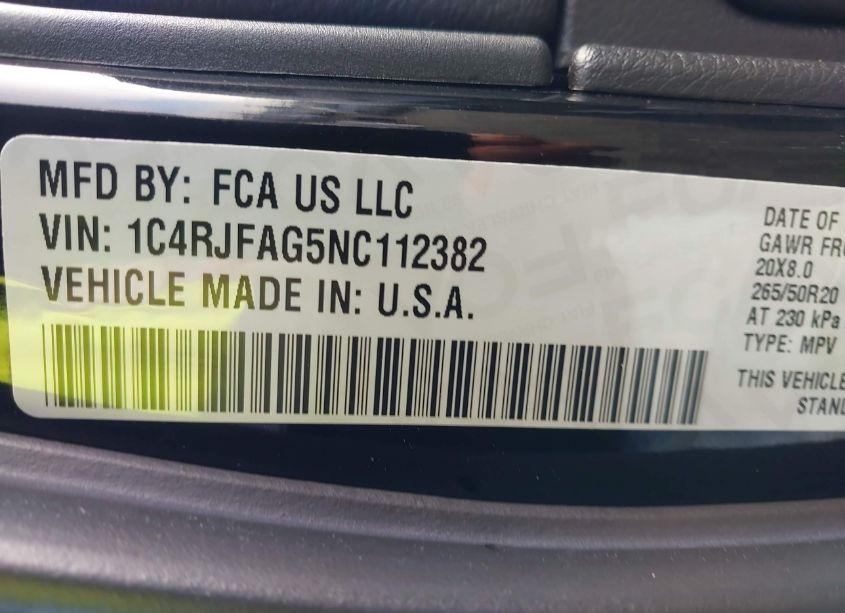 MFD BY: FCA US LLC
VIN: 1C4RJFAG5NC112382
VEHICLE MADE IN: U.S.A.
DATE OF
GAWR FRO
20X8.0
265/50R20
AT 230 kPa
TYPE: MPV
THIS VEHICLE
STAND